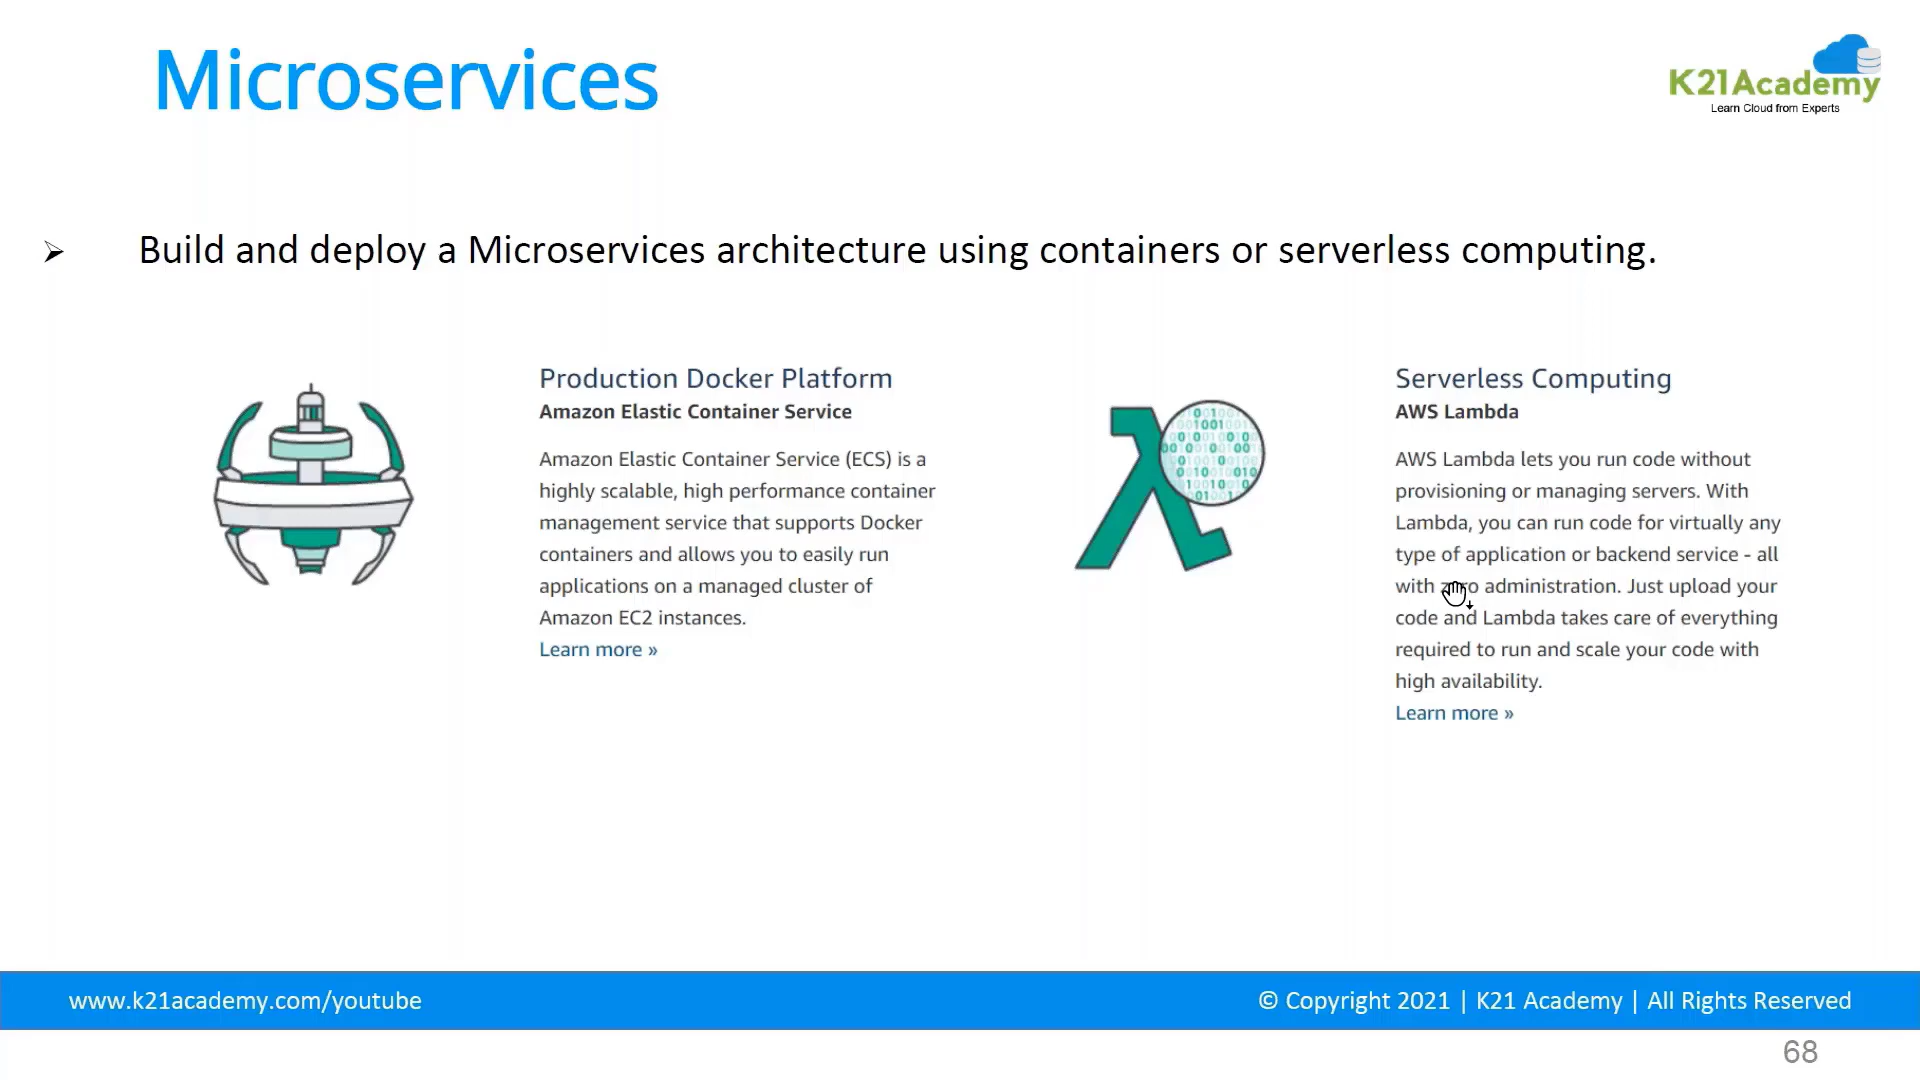 Microservices
K21Academy
Learn Cloud from Experts
➢ Build and deploy a Microservices architecture using containers or serverless computing.
Production Docker Platform
Amazon Elastic Container Service
Amazon Elastic Container Service (ECS) is a
highly scalable, high performance container
management service that supports Docker
containers and allows you to easily run
applications on a managed cluster of
Amazon EC2 instances.
Learn more »
Serverless Computing
AWS Lambda
AWS Lambda lets you run code without
provisioning or managing servers. With
Lambda, you can run code for virtually any
type of application or backend service - all
with zero administration. Just upload your
code and Lambda takes care of everything
required to run and scale your code with
high availability.
Learn more »
www.k21academy.com/youtube
© Copyright 2021 | K21 Academy | All Rights Reserved
68